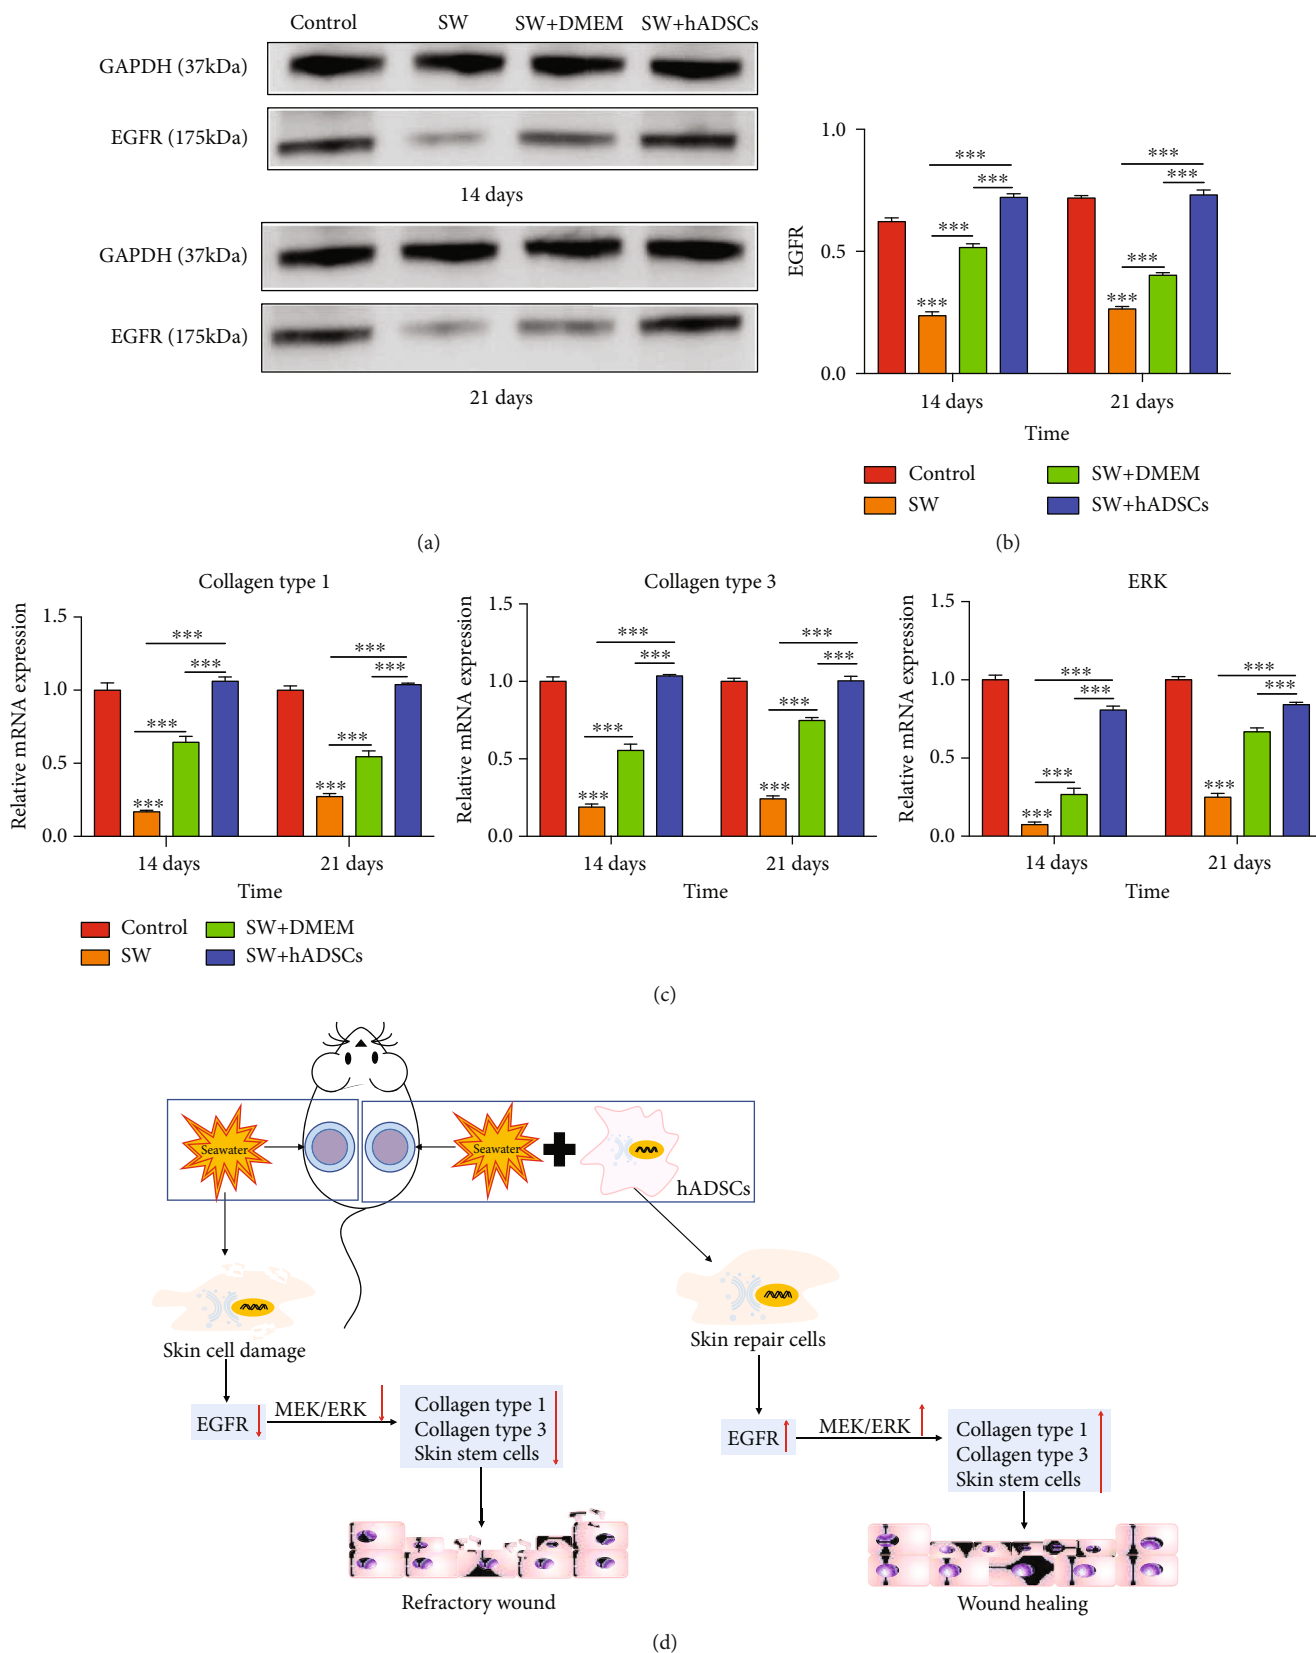 Control SW SW+DMEM SW+hADSCs
GAPDH (37kDa)
EGFR (175kDa)
14 days
GAPDH (37kDa)
EGFR (175kDa)
21 days
(a)
1.0
0.5
0.0
EGFR
*** *** *** ***
*** *** *** ***
14 days 21 days
Time
Control SW+DMEM
SW SW+hADSCs
(b)
Collagen type 1
Relative mRNA expression
1.5
1.0
0.5
0.0
*** *** *** ***
*** *** *** ***
14 days 21 days
Time
Collagen type 3
Relative mRNA expression
1.5
1.0
0.5
0.0
*** *** *** ***
*** *** *** ***
14 days 21 days
Time
ERK
Relative mRNA expression
1.5
1.0
0.5
0.0
*** *** *** ***
*** *** ***
14 days 21 days
Time
Control SW+DMEM
SW SW+hADSCs
(c)
Seawater
Seawater
hADSCs
Skin cell damage
Skin repair cells
EGFR
MEK/ERK
Collagen type 1
Collagen type 3
Skin stem cells
EGFR
MEK/ERK
Collagen type 1
Collagen type 3
Skin stem cells
Refractory wound
Wound healing
(d)